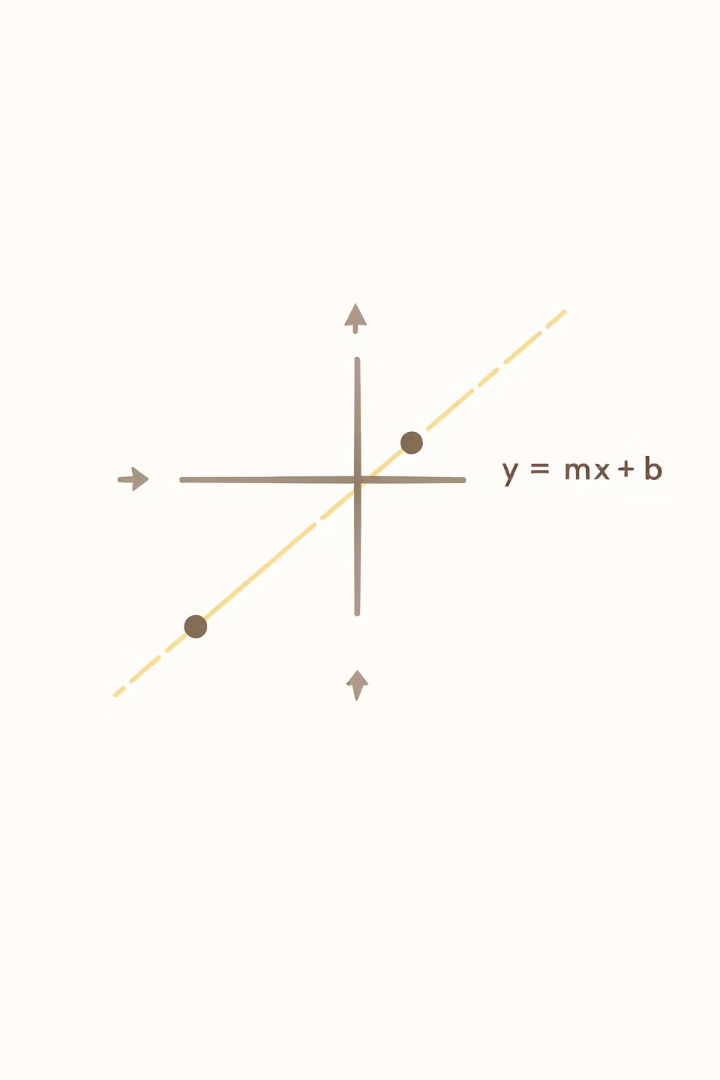 y = mx + b